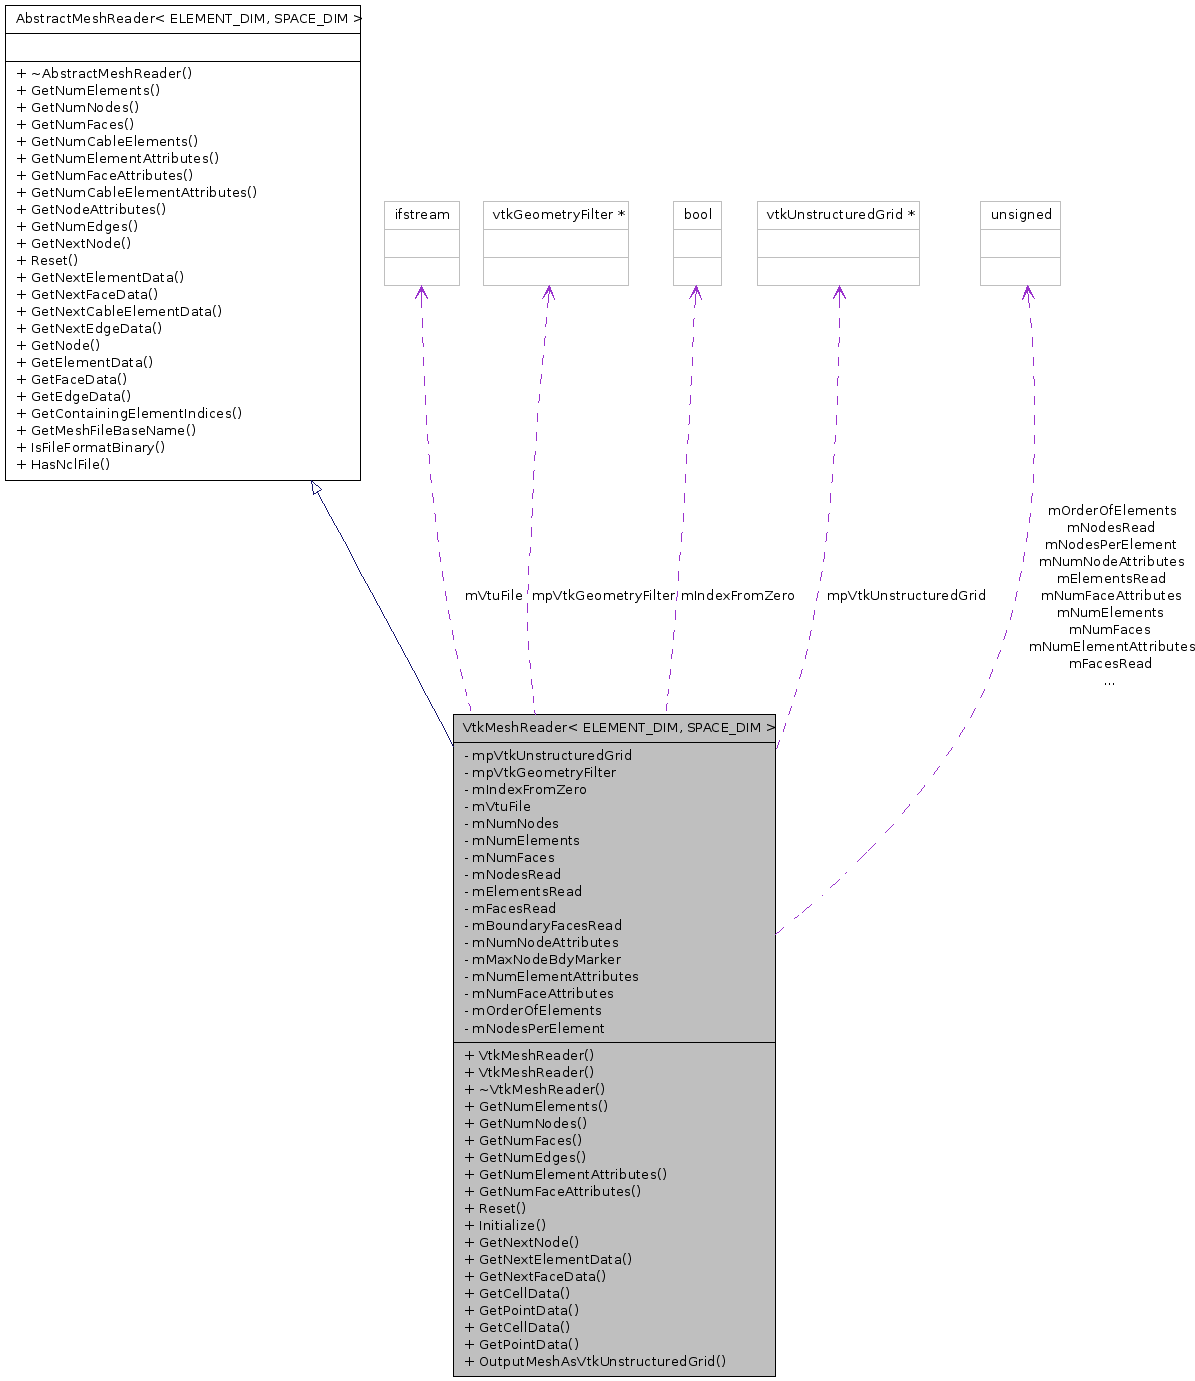 AbstractMeshReader< ELEMENT_DIM, SPACE_DIM >
+ ~AbstractMeshReader()
+ GetNumElements()
+ GetNumNodes()
+ GetNumFaces()
+ GetNumCableElements()
+ GetNumElementAttributes()
+ GetNumFaceAttributes()
+ GetNumCableElementAttributes()
+ GetNodeAttributes()
+ GetNumEdges()
+ GetNextNode()
+ Reset()
+ GetNextElementData()
+ GetNextFaceData()
+ GetNextCableElementData()
+ GetNextEdgeData()
+ GetNode()
+ GetElementData()
+ GetFaceData()
+ GetEdgeData()
+ GetContainingElementIndices()
+ GetMeshFileBaseName()
+ IsFileFormatBinary()
+ HasNclFile()
ifstream
vtkGeometryFilter *
bool
vtkUnstructuredGrid *
unsigned
mVtuFile
mpVtkGeometryFilter
mIndexFromZero
mpVtkUnstructuredGrid
mOrderOfElements
mNodesRead
mNodesPerElement
mNumNodeAttributes
mElementsRead
mNumFaceAttributes
mNumElements
mNumFaces
mNumElementAttributes
mFacesRead
...
VtkMeshReader< ELEMENT_DIM, SPACE_DIM >
- mpVtkUnstructuredGrid
- mpVtkGeometryFilter
- mIndexFromZero
- mVtuFile
- mNumNodes
- mNumElements
- mNumFaces
- mNodesRead
- mElementsRead
- mFacesRead
- mBoundaryFacesRead
- mNumNodeAttributes
- mMaxNodeBdyMarker
- mNumElementAttributes
- mNumFaceAttributes
- mOrderOfElements
- mNodesPerElement
+ VtkMeshReader()
+ VtkMeshReader()
+ ~VtkMeshReader()
+ GetNumElements()
+ GetNumNodes()
+ GetNumFaces()
+ GetNumEdges()
+ GetNumElementAttributes()
+ GetNumFaceAttributes()
+ Reset()
+ Initialize()
+ GetNextNode()
+ GetNextElementData()
+ GetNextFaceData()
+ GetCellData()
+ GetPointData()
+ GetCellData()
+ GetPointData()
+ OutputMeshAsVtkUnstructuredGrid()